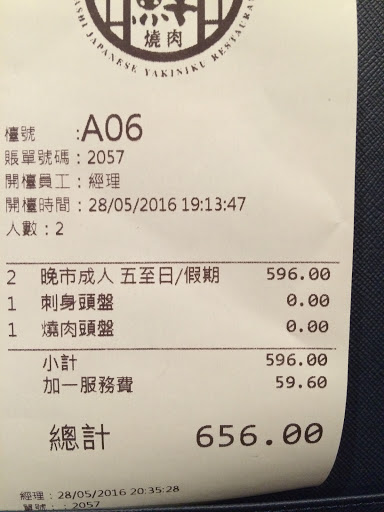 鮮
燒肉
JAPANESE YAKINIKU RESTAURA
檯號 :A06
賬單號碼：2057
開檯員工：經理
開檯時間：28/05/2016 19:13:47
人數：2
2 晚市成人 五至日/假期 596.00
1 刺身頭盤 0.00
1 燒肉頭盤 0.00
小計 596.00
加一服務費 59.60
總計 656.00
經理：28/05/2016 20:35:28
單號：：2057